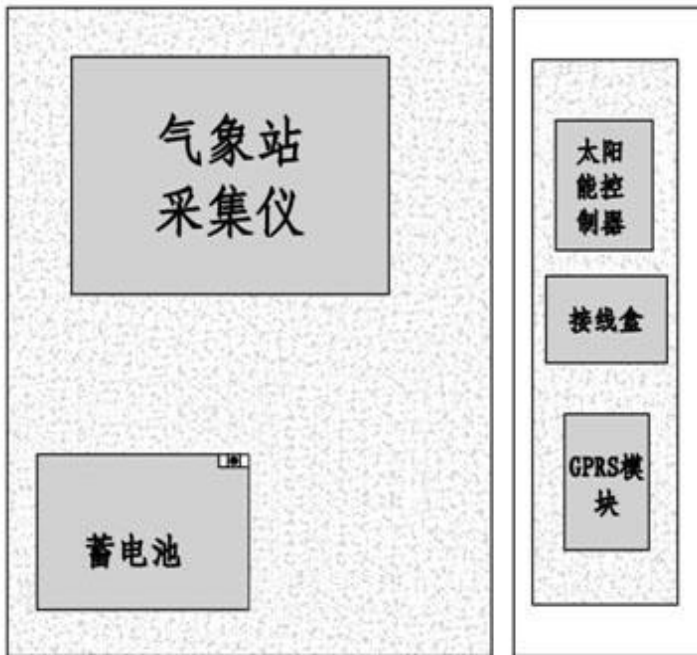 气象站
采集仪
蓄电池
太阳
能控
制器
接线盒
GPRS模
块